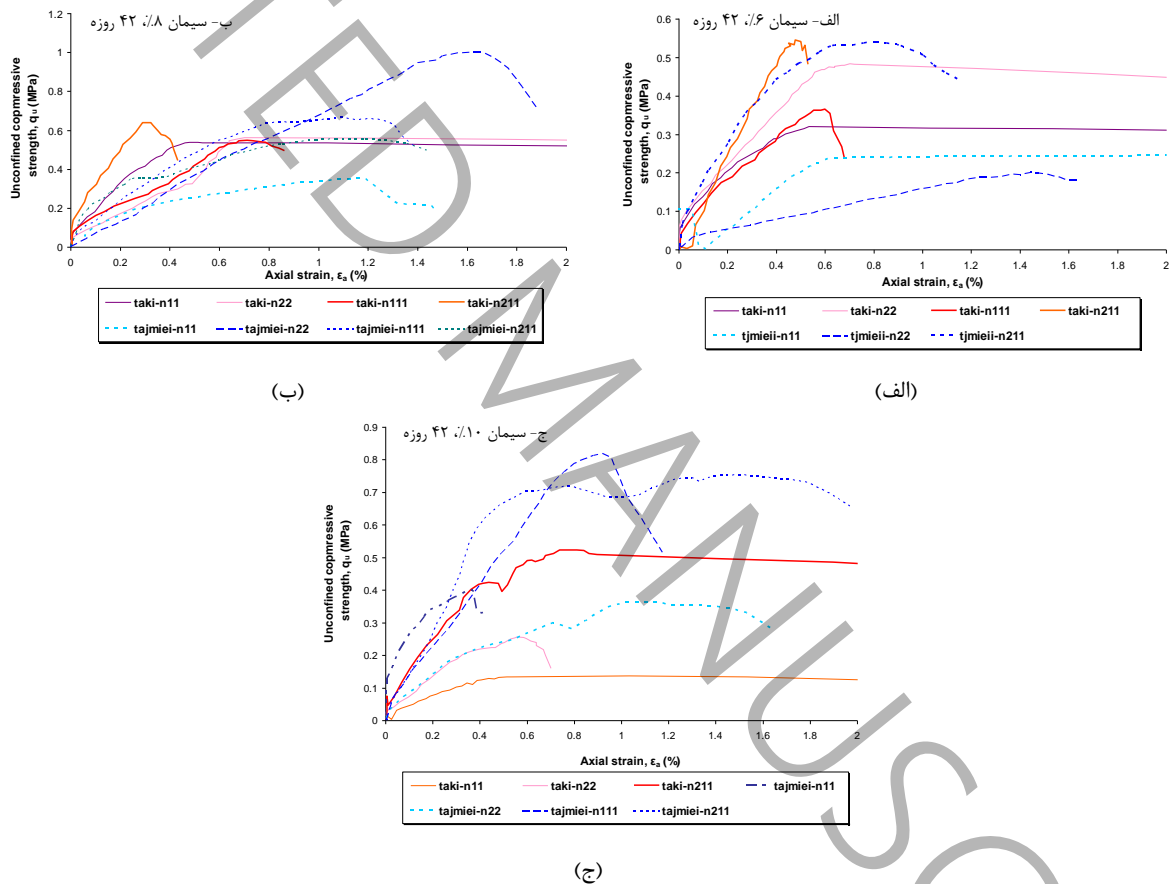 ب- سیمان ۸٪، ۴۲ روزه
Unconfined copmressive
strength, qu (MPa)
1.2
1
0.8
0.6
0.4
0.2
0
0 0.2 0.4 0.6 0.8 1 1.2 1.4 1.6 1.8 2
Axial strain, εa (%)
taki-n11 taki-n22 taki-n111 taki-n211
tajmiei-n11 tajmiei-n22 tajmiei-n111 tajmiei-n211
(ب)
الف- سیمان ۶٪، ۴۲ روزه
Unconfined copmressive
strength, qu (MPa)
0.6
0.5
0.4
0.3
0.2
0.1
0
0 0.2 0.4 0.6 0.8 1 1.2 1.4 1.6 1.8 2
Axial strain, εa (%)
taki-n11 taki-n22 taki-n111 taki-n211
tjmieii-n11 tjmieii-n22 tjmieii-n211
(الف)
ج- سیمان ۱۰٪، ۴۲ روزه
Unconfined copmressive
strength, qu (MPa)
0.9
0.8
0.7
0.6
0.5
0.4
0.3
0.2
0.1
0
0 0.2 0.4 0.6 0.8 1 1.2 1.4 1.6 1.8 2
Axial strain, εa (%)
taki-n11 taki-n22 taki-n211 tajmiei-n11
tajmiei-n22 tajmiei-n111 tajmiei-n211
(ج)
TED MANUSC